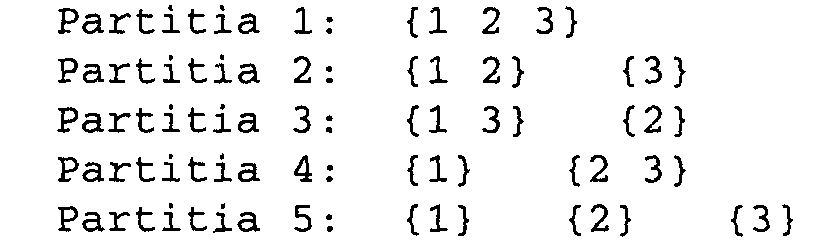 Partitia 1: {1 2 3}
Partitia 2: {1 2} {3}
Partitia 3: {1 3} {2}
Partitia 4: {1} {2 3}
Partitia 5: {1} {2} {3}